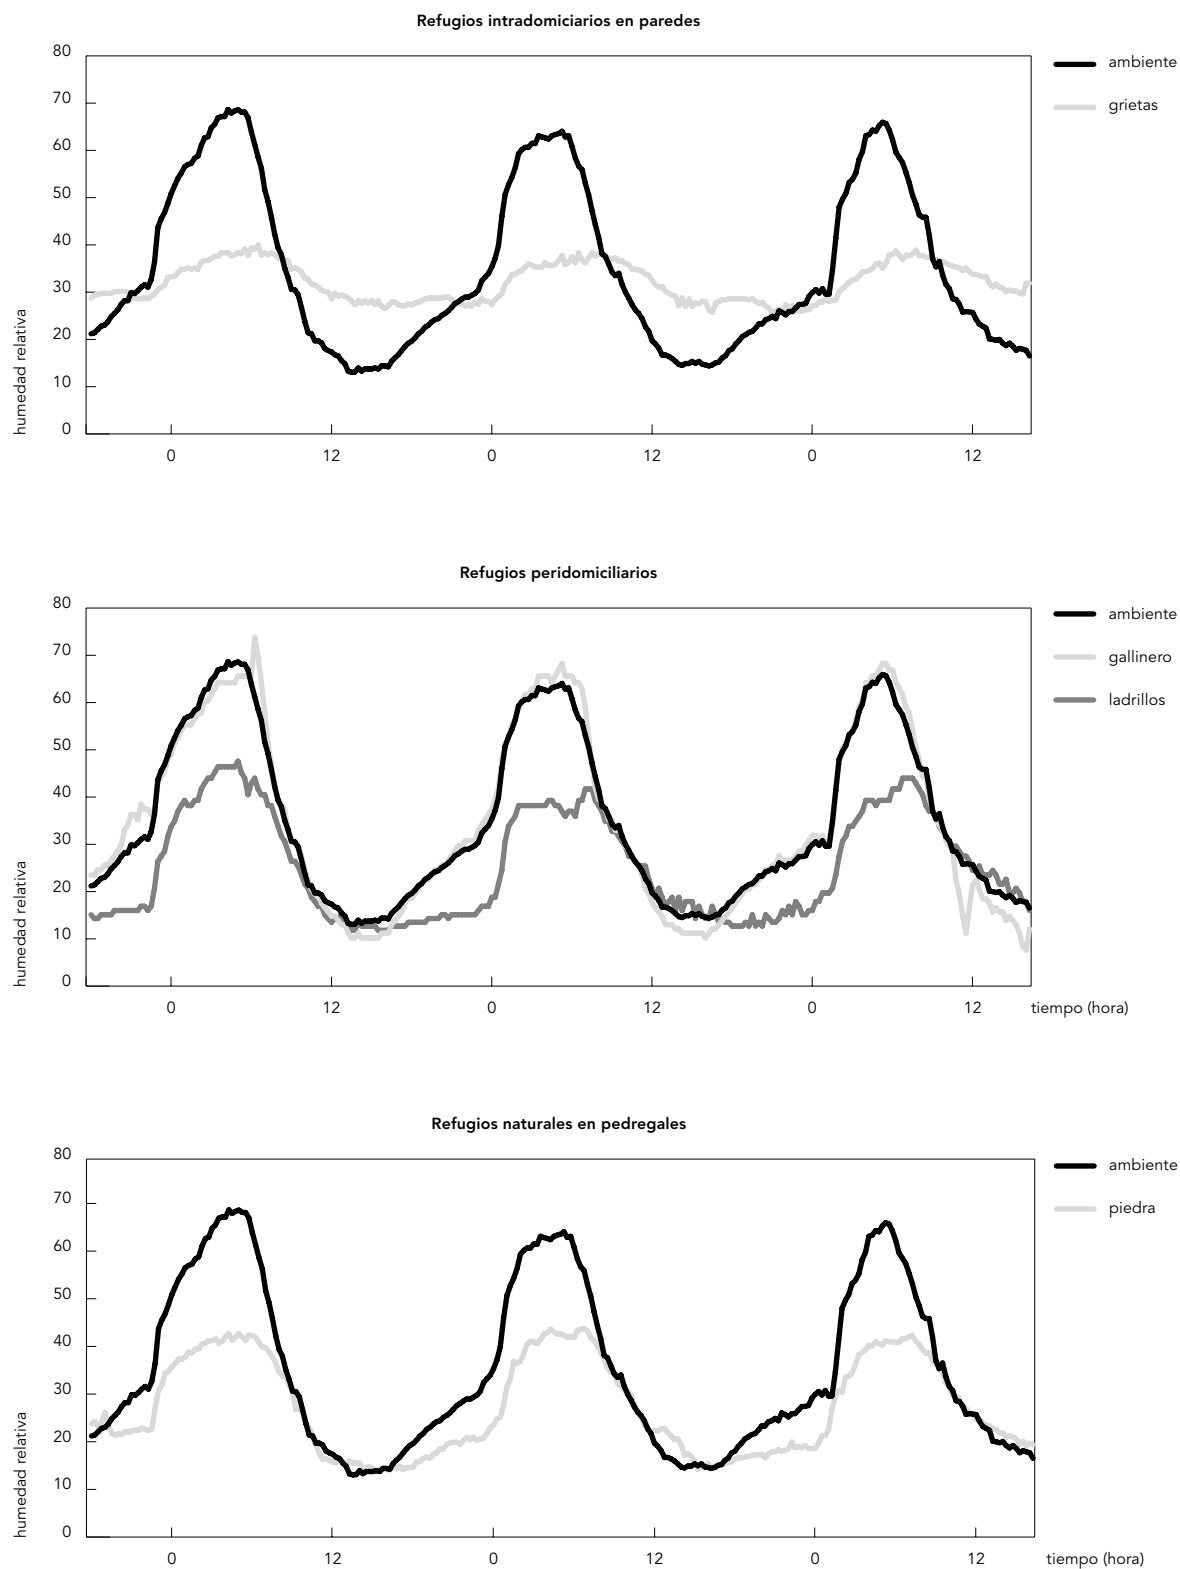 Refugios intradomiciarios en paredes
80
70
60
50
40
30
20
10
0
humedad relativa
0 12 0 12 0 12
ambiente
grietas
Refugios peridomiciliarios
80
70
60
50
40
30
20
10
0
humedad relativa
0 12 0 12 0 12 tiempo (hora)
ambiente
gallinero
ladrillos
Refugios naturales en pedregales
80
70
60
50
40
30
20
10
0
humedad relativa
0 12 0 12 0 12 tiempo (hora)
ambiente
piedra